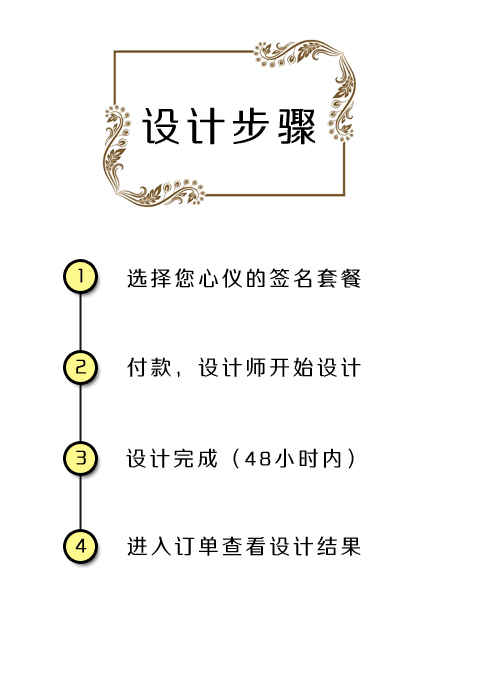 设计步骤
1 选择您心仪的签名套餐
2 付款，设计师开始设计
3 设计完成（48小时内）
4 进入订单查看设计结果